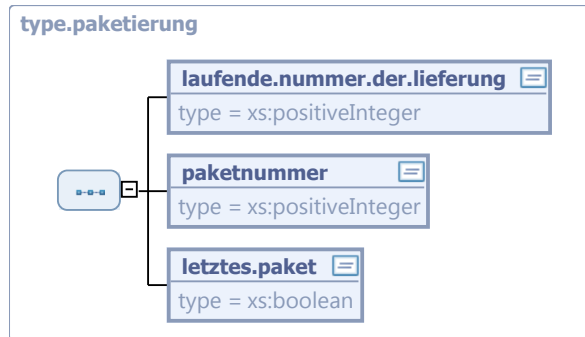 type.paketierung
laufende.nummer.der.lieferung
type = xs:positiveInteger
paketnummer
type = xs:positiveInteger
letztes.paket
type = xs:boolean